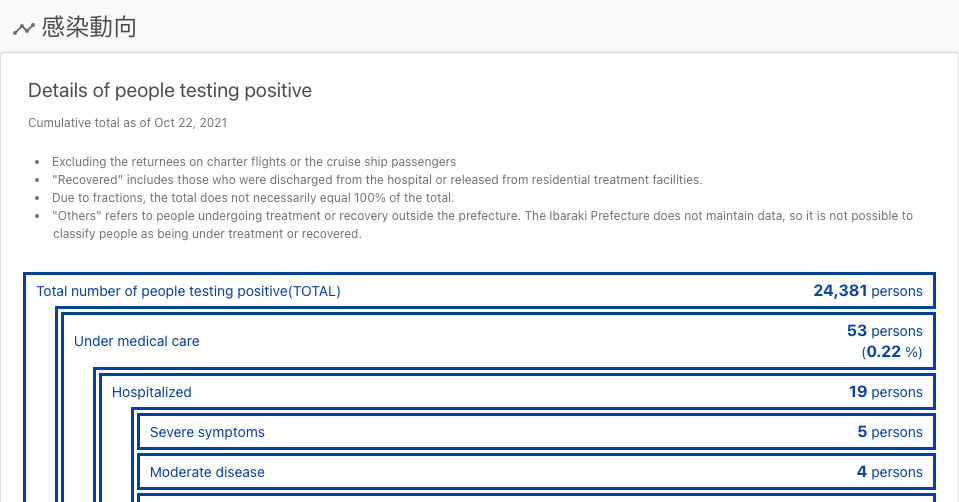 感染動向
Details of people testing positive
Cumulative total as of Oct 22, 2021
• Excluding the returnees on charter flights or the cruise ship passengers
• "Recovered" includes those who were discharged from the hospital or released from residential treatment facilities.
• Due to fractions, the total does not necessarily equal 100% of the total.
• "Others" refers to people undergoing treatment or recovery outside the prefecture. The Ibaraki Prefecture does not maintain data, so it is not possible to
classify people as being under treatment or recovered.
Total number of people testing positive(TOTAL) 24,381 persons
Under medical care 53 persons
(0.22 %)
Hospitalized 19 persons
Severe symptoms 5 persons
Moderate disease 4 persons